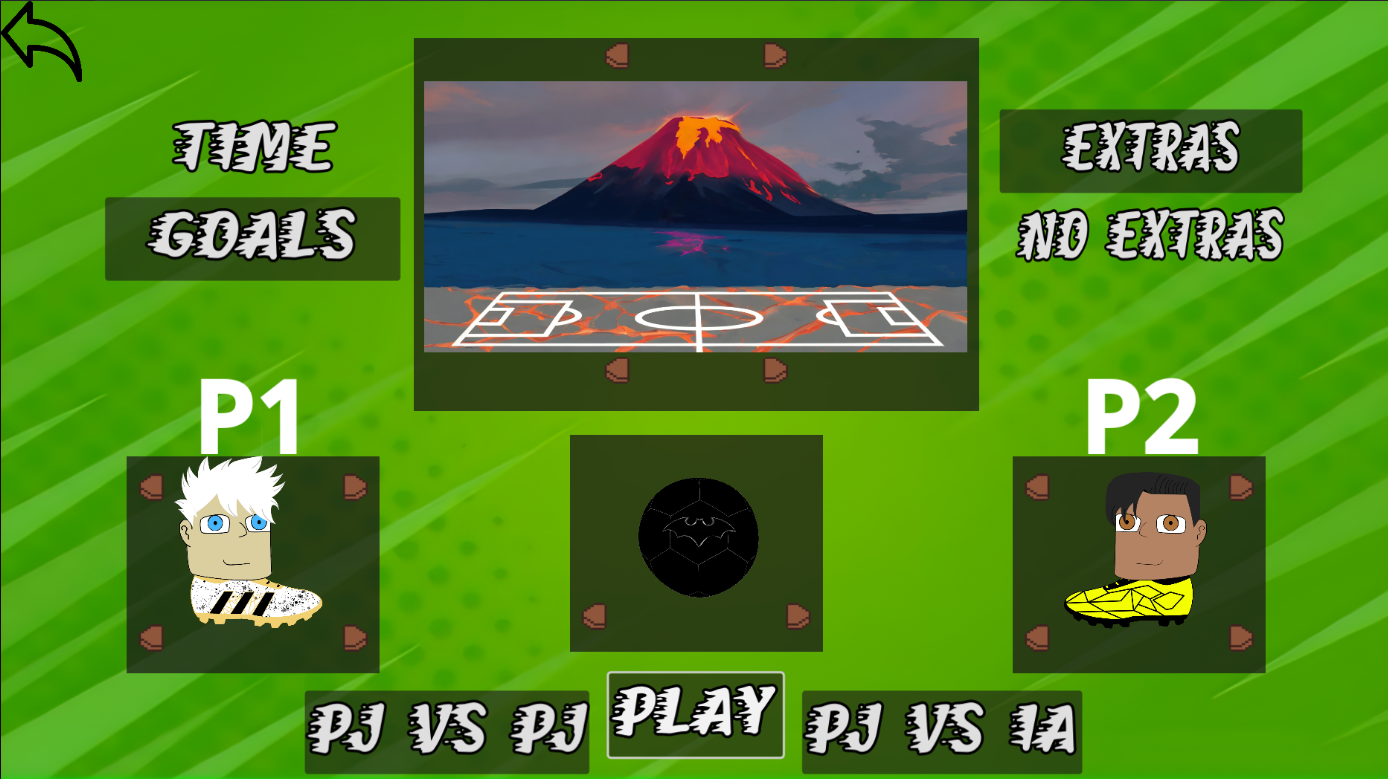 TIME
GOALS
EXTRAS
NO EXTRAS
P1
P2
PJ VS PJ
PLAY
PJ VS IA